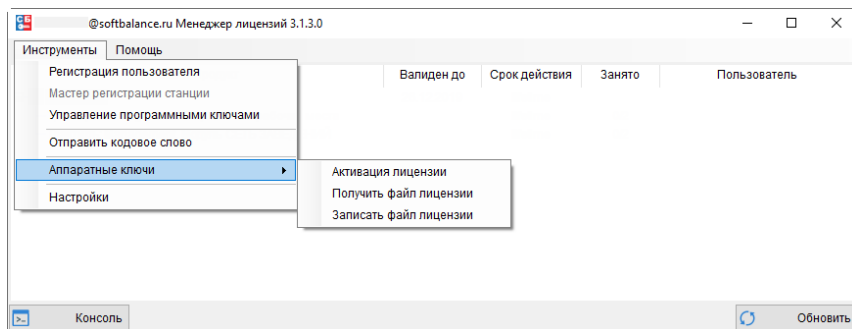 СБ @softbalance.ru Менеджер лицензий 3.1.3.0
Инструменты Помощь
Валиден до Срок действия Занято Пользователь
Регистрация пользователя
Мастер регистрации станции
Управление программными ключами
Отправить кодовое слово
Аппаратные ключи
Настройки
Активация лицензии
Получить файл лицензии
Записать файл лицензии
Консоль Обновить